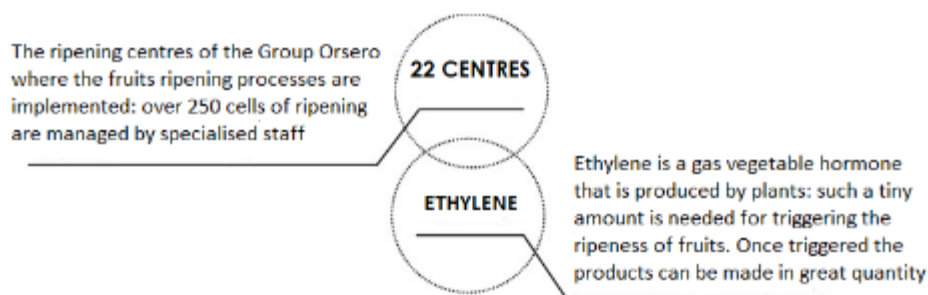 The ripening centres of the Group Orsero
where the fruits ripening processes are
implemented: over 250 cells of ripening
are managed by specialised staff
22 CENTRES
ETHYLENE
Ethylene is a gas vegetable hormone
that is produced by plants: such a tiny
amount is needed for triggering the
ripeness of fruits. Once triggered the
products can be made in great quantity